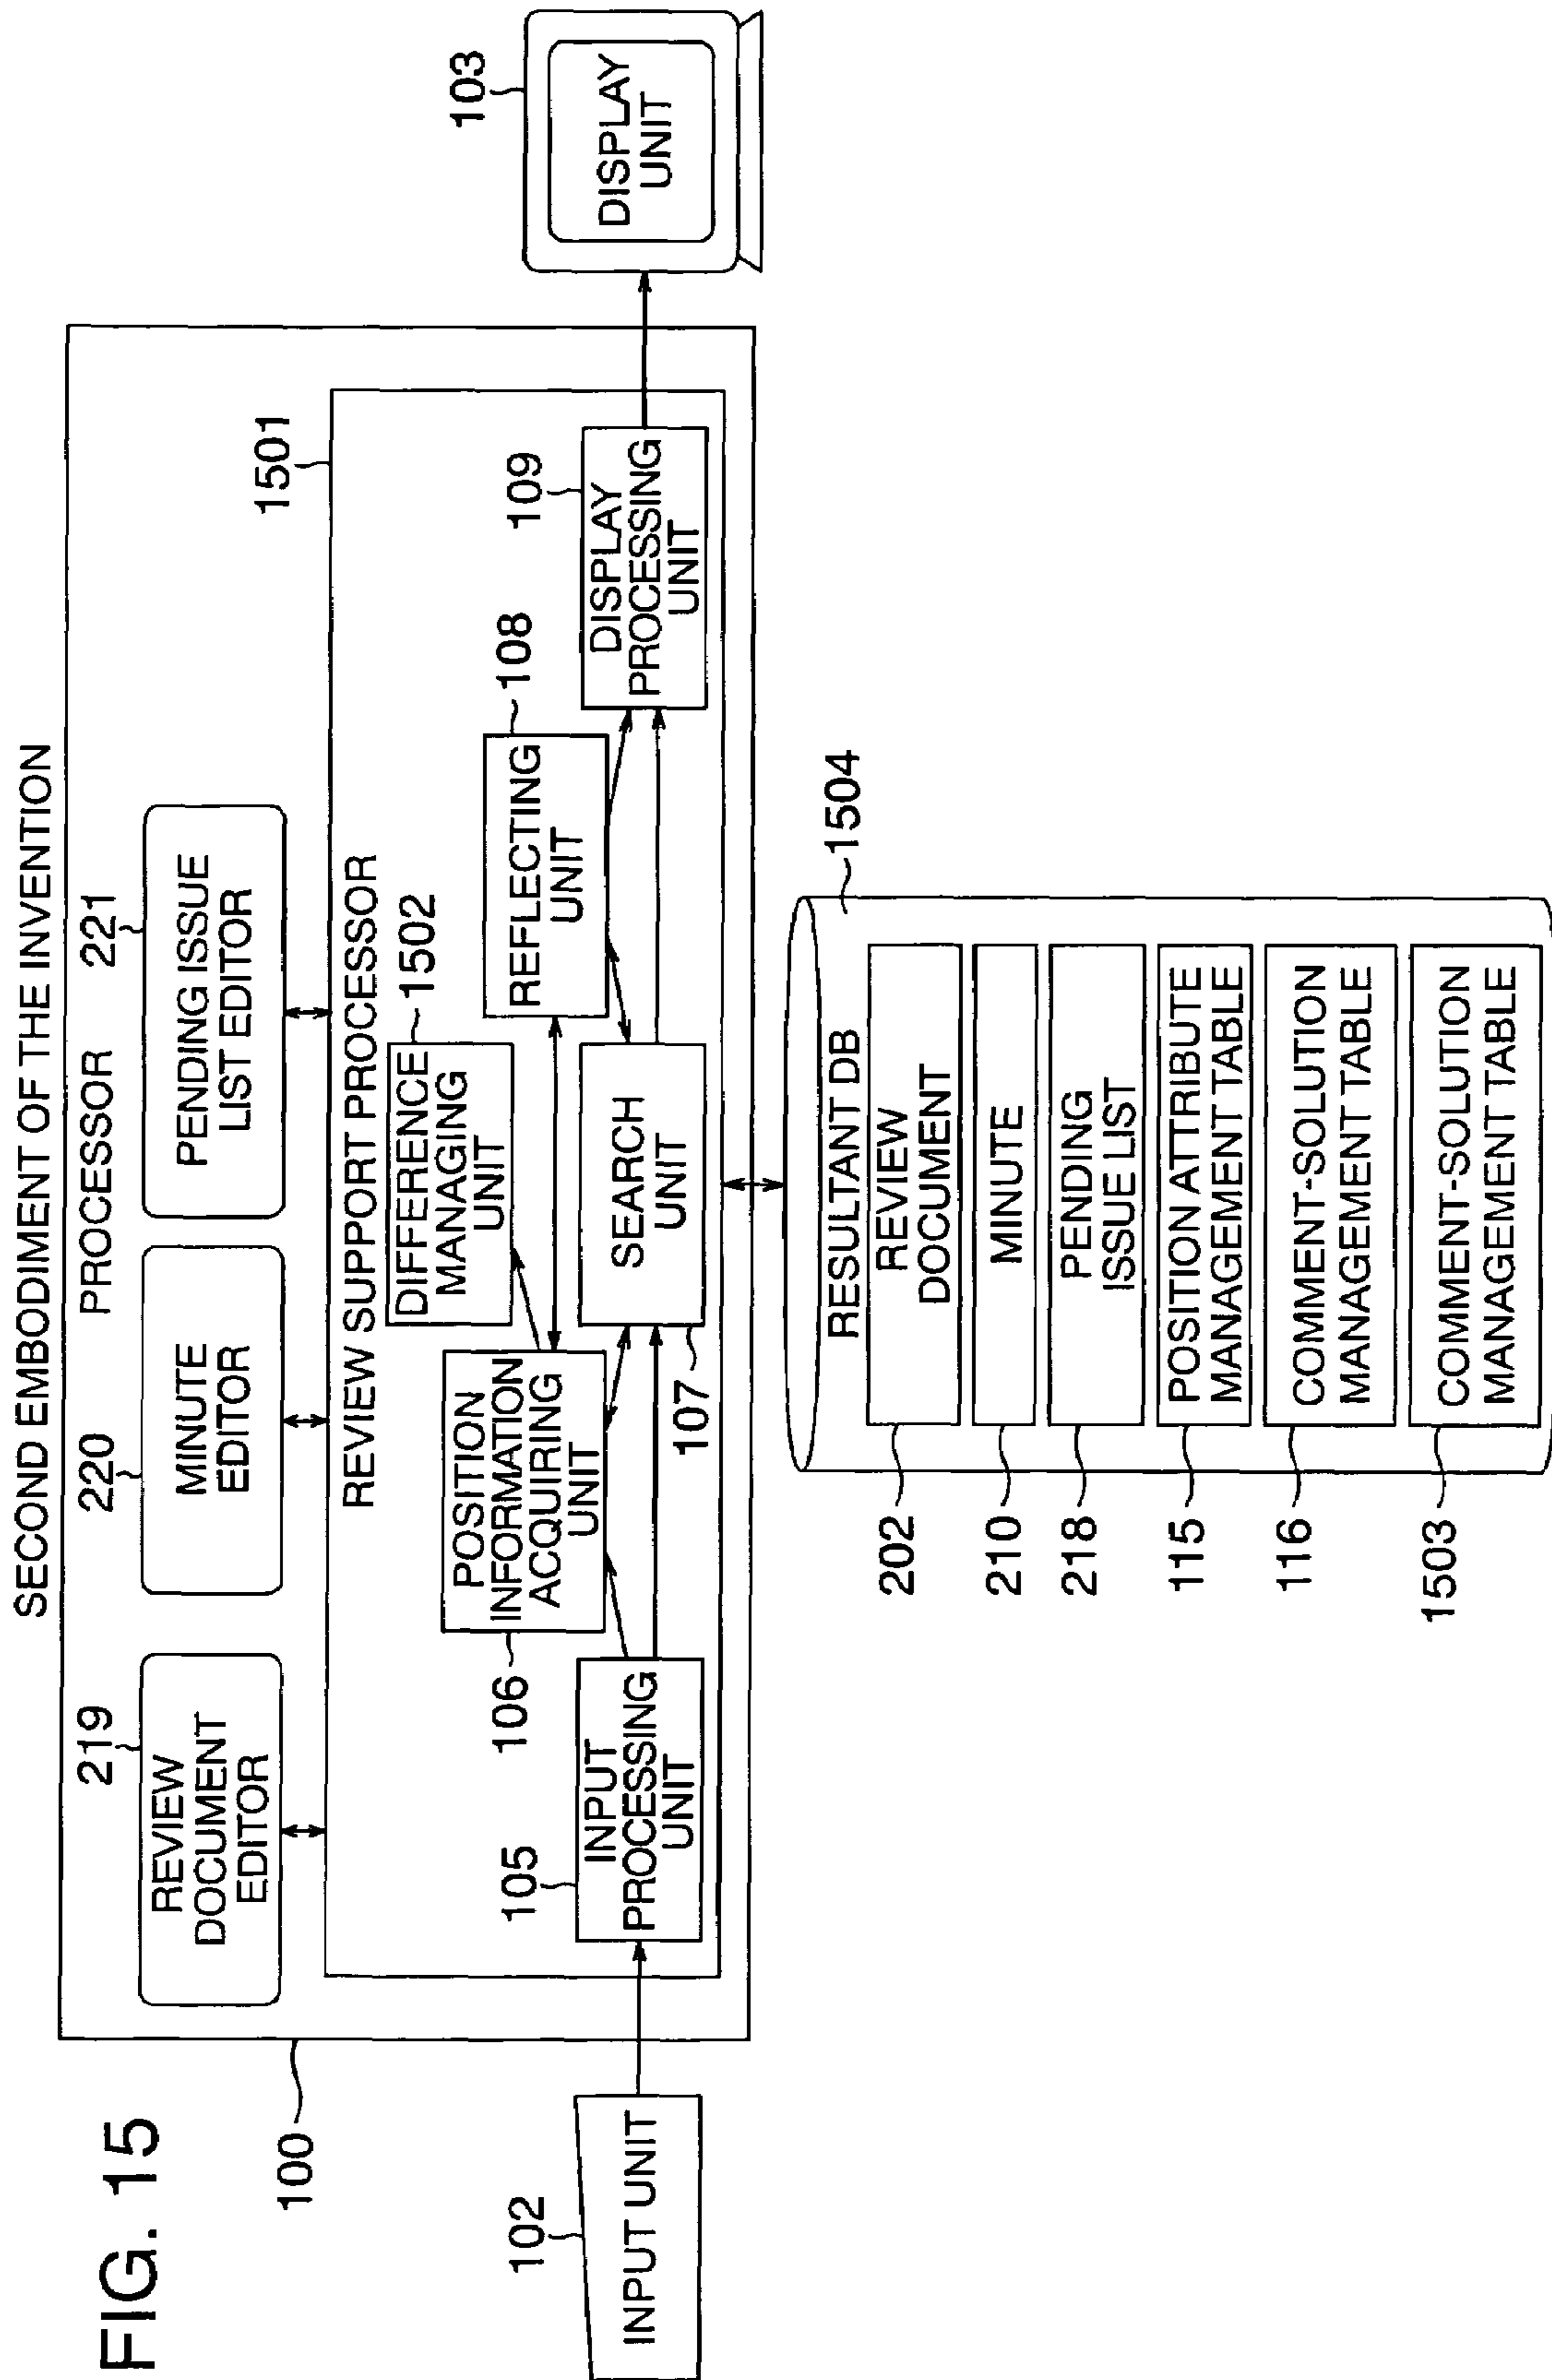 FIG. 15
SECOND EMBODIMENT OF THE INVENTION
100
PROCESSOR
219
REVIEW
DOCUMENT
EDITOR
220
MINUTE
EDITOR
221
PENDING ISSUE
LIST EDITOR
1501
REVIEW SUPPORT PROCESSOR
102
INPUT UNIT
105
INPUT
PROCESSING
UNIT
106
POSITION
INFORMATION
ACQUIRING
UNIT
1502
DIFFERENCE
MANAGING
UNIT
107
SEARCH
UNIT
108
REFLECTING
UNIT
109
DISPLAY
PROCESSING
UNIT
103
DISPLAY
UNIT
1504
RESULTANT DB
202
REVIEW
DOCUMENT
210
MINUTE
218
PENDING
ISSUE LIST
115
POSITION ATTRIBUTE
MANAGEMENT TABLE
116
COMMENT-SOLUTION
MANAGEMENT TABLE
1503
COMMENT-SOLUTION
MANAGEMENT TABLE